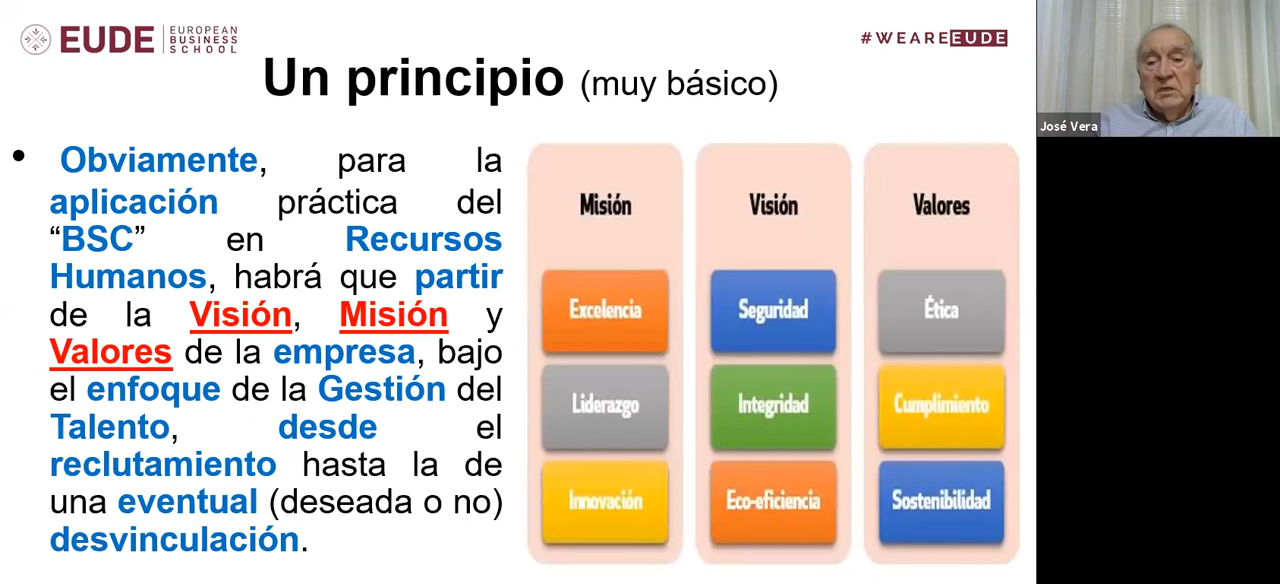 EUDE
EUROPEAN
BUSINESS
SCHOOL
#WEAREEUDE
Un principio (muy básico)
José Vera
• Obviamente, para la
aplicación práctica del
“BSC” en Recursos
Humanos, habrá que partir
de la Visión, Misión y
Valores de la empresa, bajo
el enfoque de la Gestión del
Talento, desde el
reclutamiento hasta la de
una eventual (deseada o no)
desvinculación.
Misión
Excelencia
Liderazgo
Innovación
Visión
Seguridad
Integridad
Eco-eficiencia
Valores
Ética
Cumplimiento
Sostenibilidad